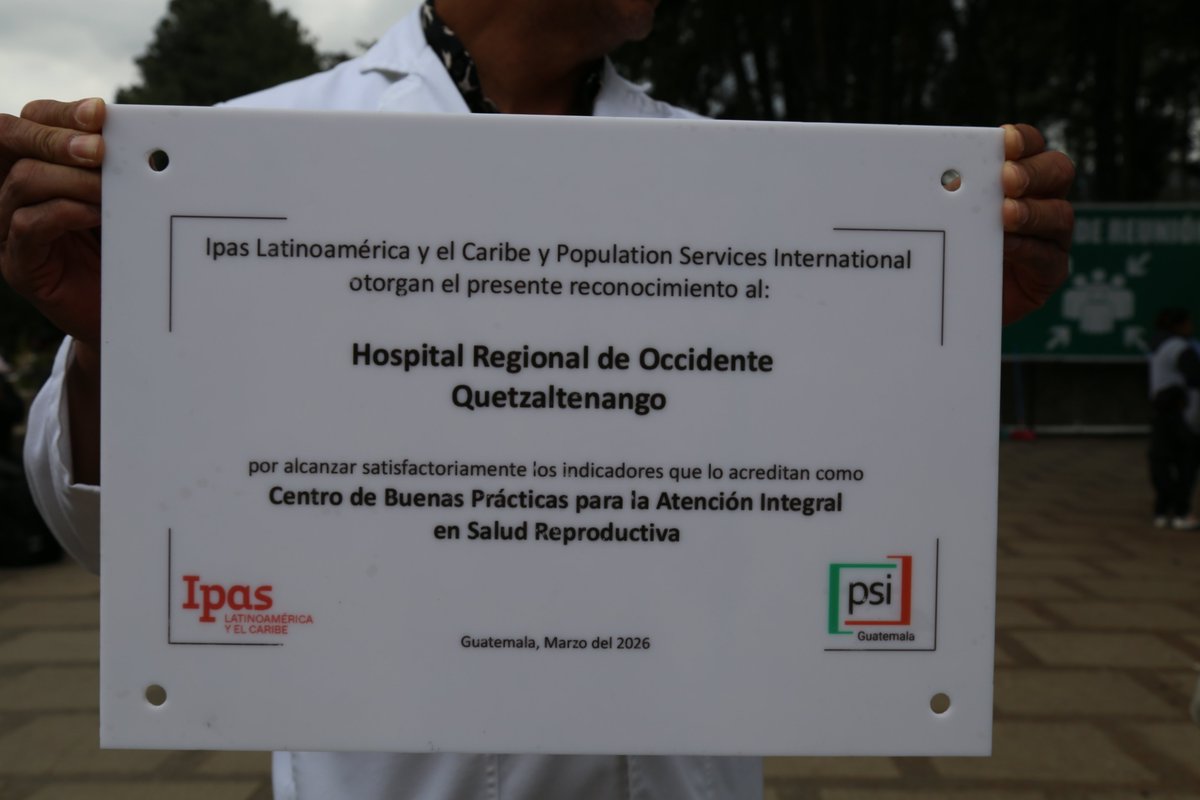 Ipas Latinoamérica y el Caribe y Population Services International
otorgan el presente reconocimiento al:
Hospital Regional de Occidente
Quetzaltenango
por alcanzar satisfactoriamente los indicadores que lo acreditan como
Centro de Buenas Prácticas para la Atención Integral
en Salud Reproductiva
Ipas
LATINOAMÉRICA
Y EL CARIBE
Guatemala, Marzo del 2026
psi
Guatemala
DE REUNIÓN